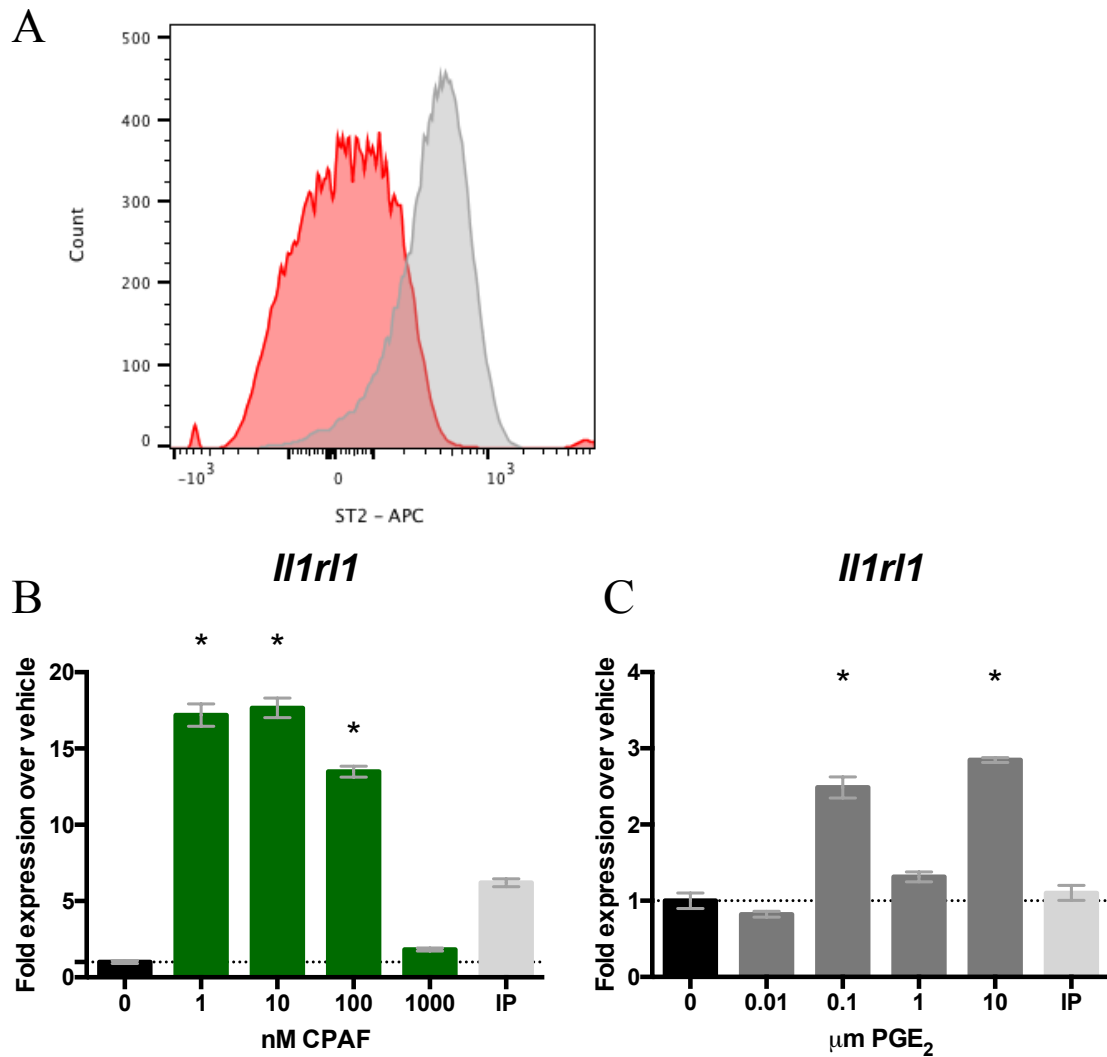 A
500
400
300
200
100
0
Count
-10³
0
10³
ST2 – APC
Il1rl1
B
Fold expression over vehicle
20
15
10
5
0
* * *
0 1 10 100 1000 IP
nM CPAF
Il1rl1
C
Fold expression over vehicle
4
3
2
1
0
* *
0 0.01 0.1 1 10 IP
μm PGE₂